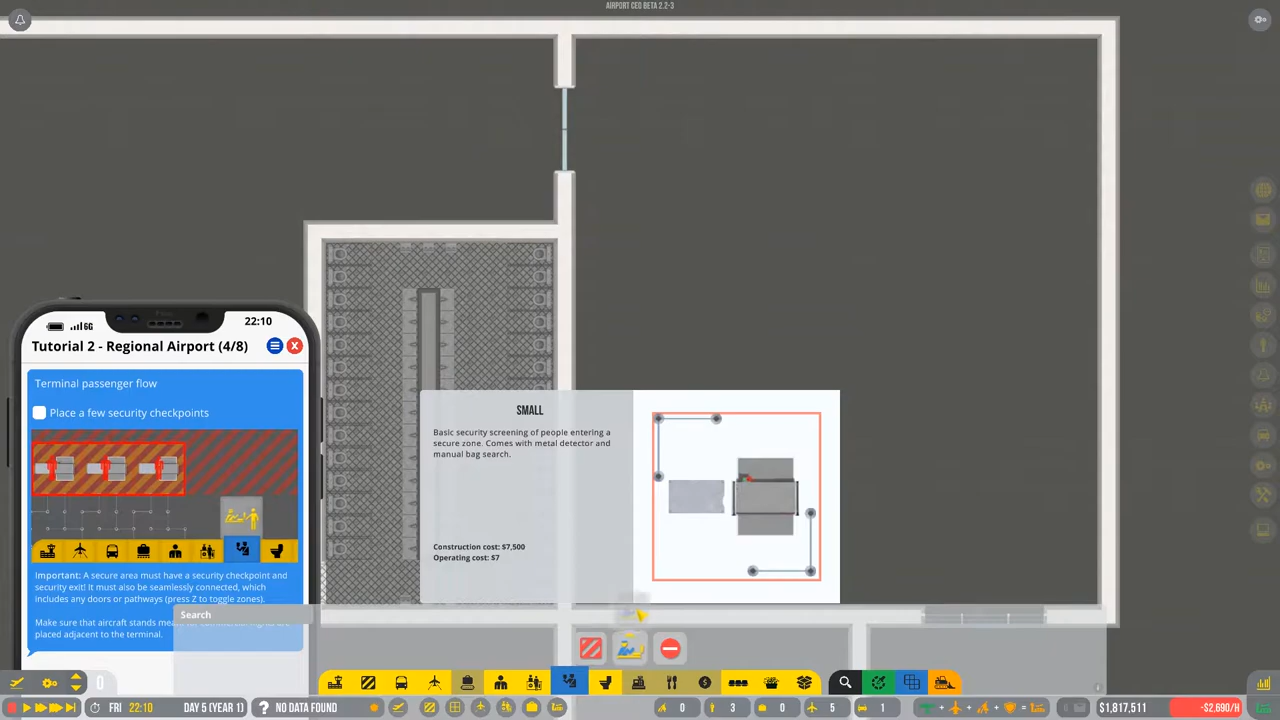 AIRPORT CEO BETA 2.2-3
6G
22:10
Tutorial 2 - Regional Airport (4/8)
Terminal passenger flow
Place a few security checkpoints
Important: A secure area must have a security checkpoint and
security exit! It must also be seamlessly connected, which
includes any doors or pathways (press Z to toggle zones).
Make sure that aircraft stands
placed adjacent to the terminal.
Search
SMALL
Basic security screening of people entering a
secure zone. Comes with metal detector and
manual bag search.
Construction cost: $7,500
Operating cost: $7
0
FRI 22:10 DAY 5 (YEAR 1) ? NO DATA FOUND 0 3 0 5 1 $1,817,511 -$2.690/H